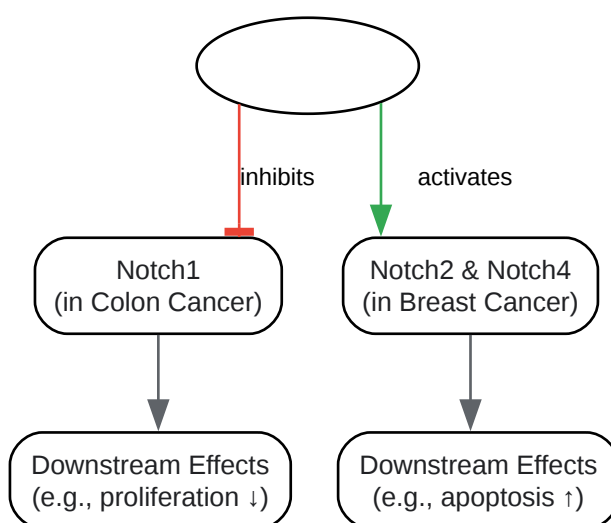 inhibits
activates
Notch1
(in Colon Cancer)
Notch2 & Notch4
(in Breast Cancer)
Downstream Effects
(e.g., proliferation ↓)
Downstream Effects
(e.g., apoptosis ↑)